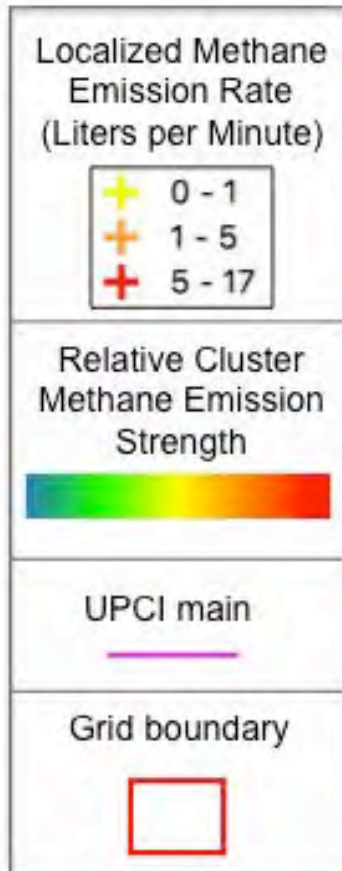 Localized Methane
Emission Rate
(Liters per Minute)
0 - 1
1 - 5
5 - 17
Relative Cluster
Methane Emission
Strength
UPCI main
Grid boundary